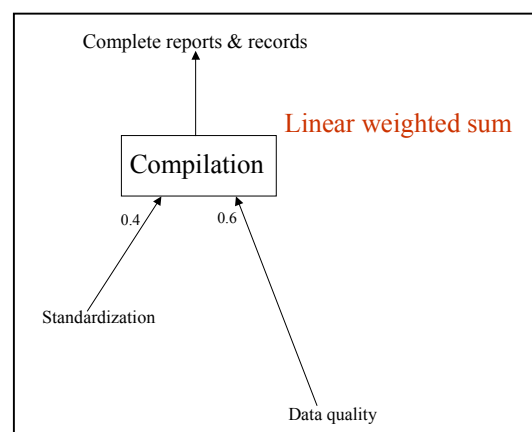 Complete reports & records
Linear weighted sum
Compilation
0.4
0.6
Standardization
Data quality